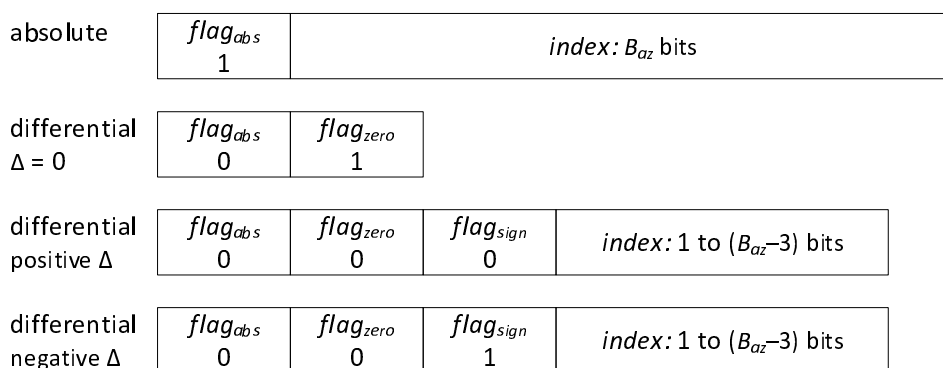 absolute flag_abs 1 index: B_az bits
differential Δ = 0 flag_abs 0 flag_zero 1
differential positive Δ flag_abs 0 flag_zero 0 flag_sign 0 index: 1 to (B_az–3) bits
differential negative Δ flag_abs 0 flag_zero 0 flag_sign 1 index: 1 to (B_az–3) bits